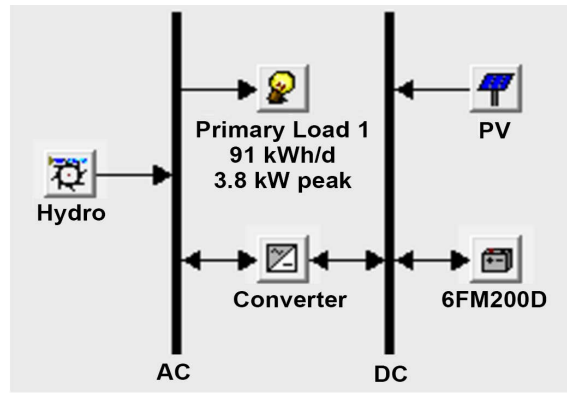 Primary Load 1
91 kWh/d
3.8 kW peak
PV
Hydro
Converter
6FM200D
AC
DC